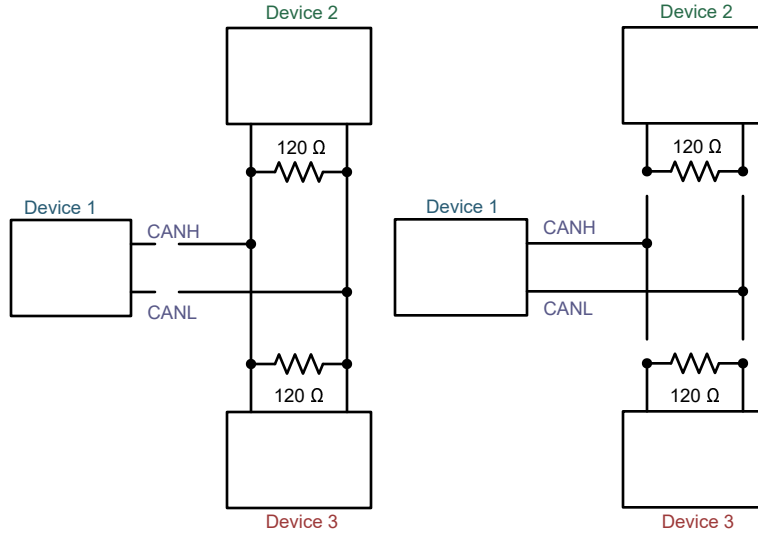 Device 2
120 Ω
Device 1
CANH
CANL
120 Ω
Device 3
Device 2
120 Ω
Device 1
CANH
CANL
120 Ω
Device 3